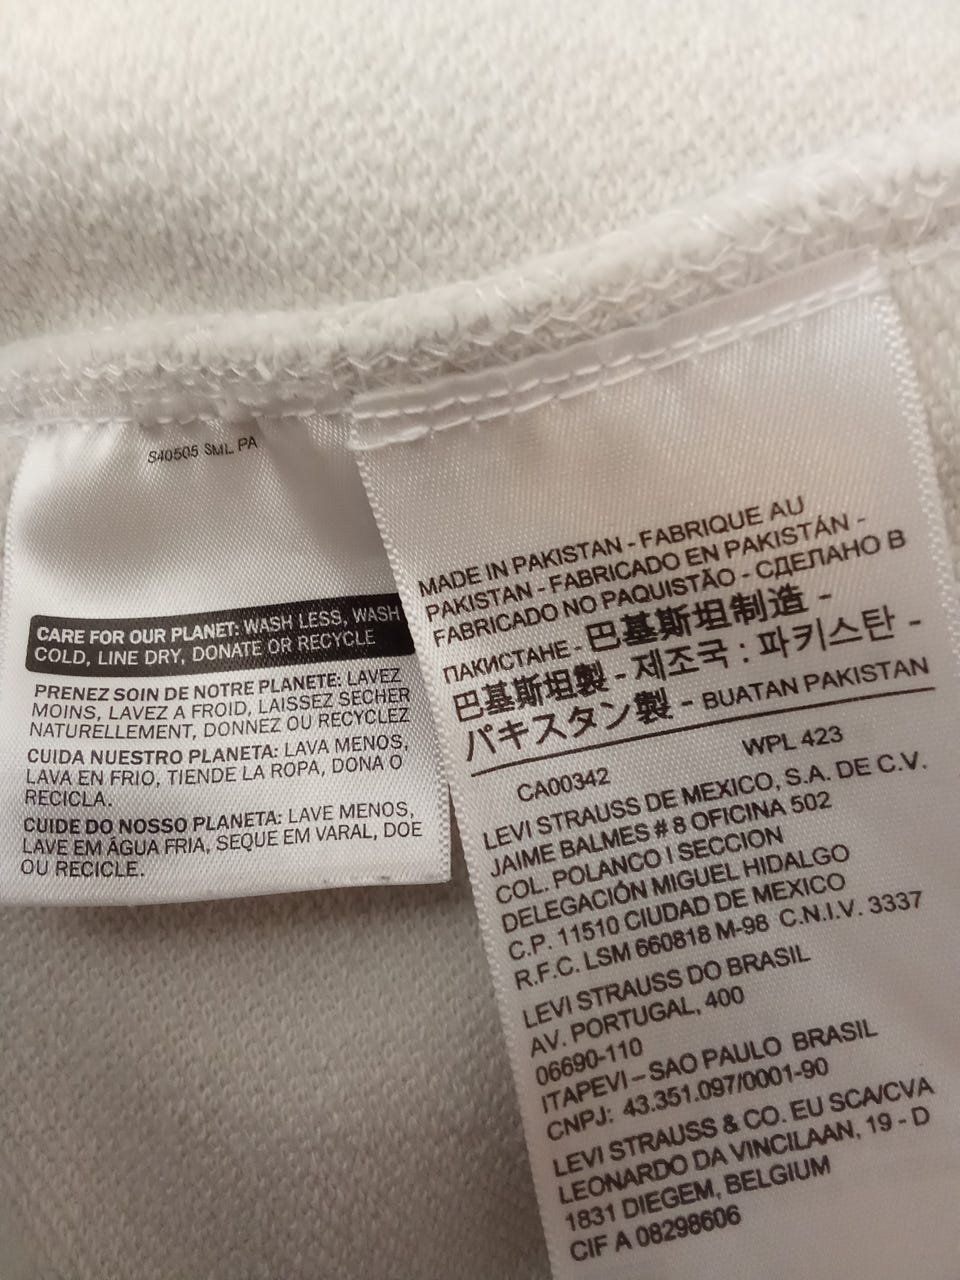 S40505 SML PA
CARE FOR OUR PLANET: WASH LESS, WASH
COLD, LINE DRY, DONATE OR RECYCLE
PRENEZ SOIN DE NOTRE PLANETE: LAVEZ
MOINS, LAVEZ A FROID, LAISSEZ SECHER
NATURELLEMENT, DONNEZ OU RECYCLEZ
CUIDA NUESTRO PLANETA: LAVA MENOS,
LAVA EN FRIO, TIENDE LA ROPA, DONA O
RECICLA.
CUIDE DO NOSSO PLANETA: LAVE MENOS,
LAVE EM ÁGUA FRIA, SEQUE EM VARAL, DOE
OU RECICLE.
MADE IN PAKISTAN - FABRIQUE AU
PAKISTAN - FABRICADO EN PAKISTÁN -
FABRICADO NO PAQUISTÃO - СДЕЛАНО В
ПАКИСТАНЕ - 巴基斯坦制造 -
巴基斯坦製 - 제조국 : 파키스탄 -
パキスタン製 - BUATAN PAKISTAN
CA00342 WPL 423
LEVI STRAUSS DE MEXICO, S.A. DE C.V.
JAIME BALMES # 8 OFICINA 502
COL. POLANCO I SECCION
DELEGACIÓN MIGUEL HIDALGO
C.P. 11510 CIUDAD DE MEXICO
R.F.C. LSM 660818 M-98 C.N.I.V. 3337
LEVI STRAUSS DO BRASIL
AV. PORTUGAL, 400
06690-110
ITAPEVI – SAO PAULO BRASIL
CNPJ: 43.351.097/0001-90
LEVI STRAUSS & CO. EU SCA/CVA
LEONARDO DA VINCILAAN, 19 - D
1831 DIEGEM, BELGIUM
CIF A 08298606